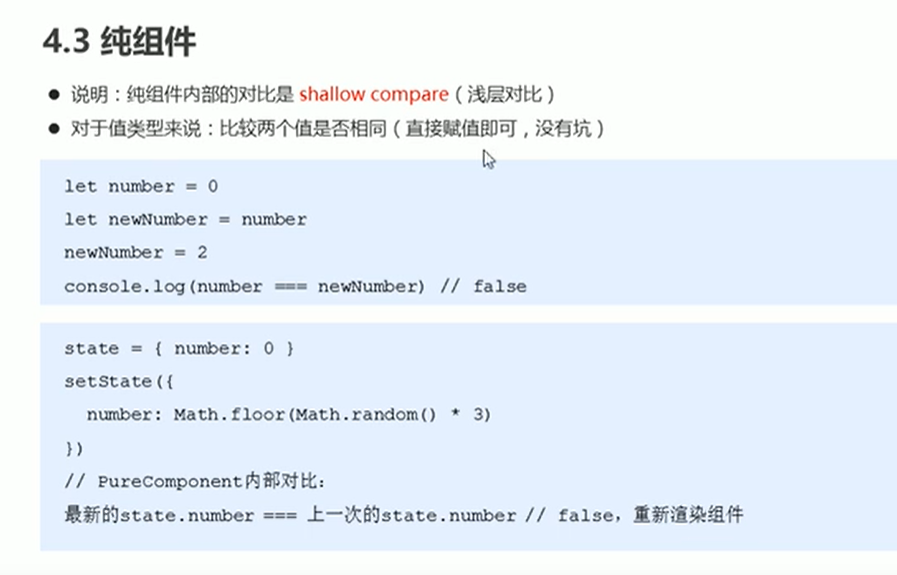 4.3 纯组件
● 说明：纯组件内部的对比是 shallow compare（浅层对比）
● 对于值类型来说：比较两个值是否相同（直接赋值即可，没有坑）
let number = 0
let newNumber = number
newNumber = 2
console.log(number === newNumber) // false
state = { number: 0 }
setState({
  number: Math.floor(Math.random() * 3)
})
// PureComponent内部对比：
最新的state.number === 上一次的state.number // false，重新渲染组件